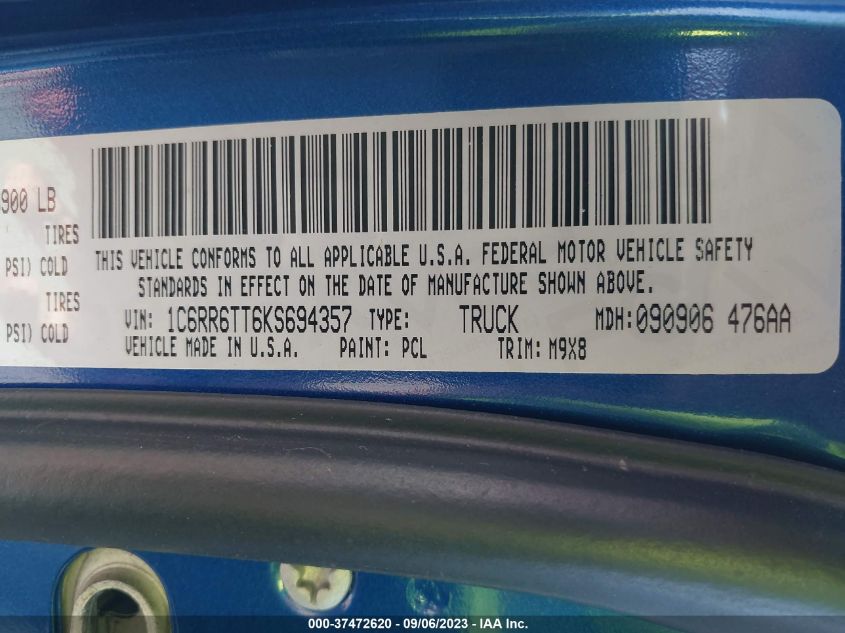 900 LB
TIRES
PSI) COLD
TIRES
PSI) COLD
THIS VEHICLE CONFORMS TO ALL APPLICABLE U.S.A. FEDERAL MOTOR VEHICLE SAFETY
STANDARDS IN EFFECT ON THE DATE OF MANUFACTURE SHOWN ABOVE.
VIN: 1C6RR6TT6KS694357 TYPE: TRUCK MDH:090906 476AA
VEHICLE MADE IN U.S.A. PAINT: PCL TRIM: M9X8
000-37472620 - 09/06/2023 - IAA Inc.